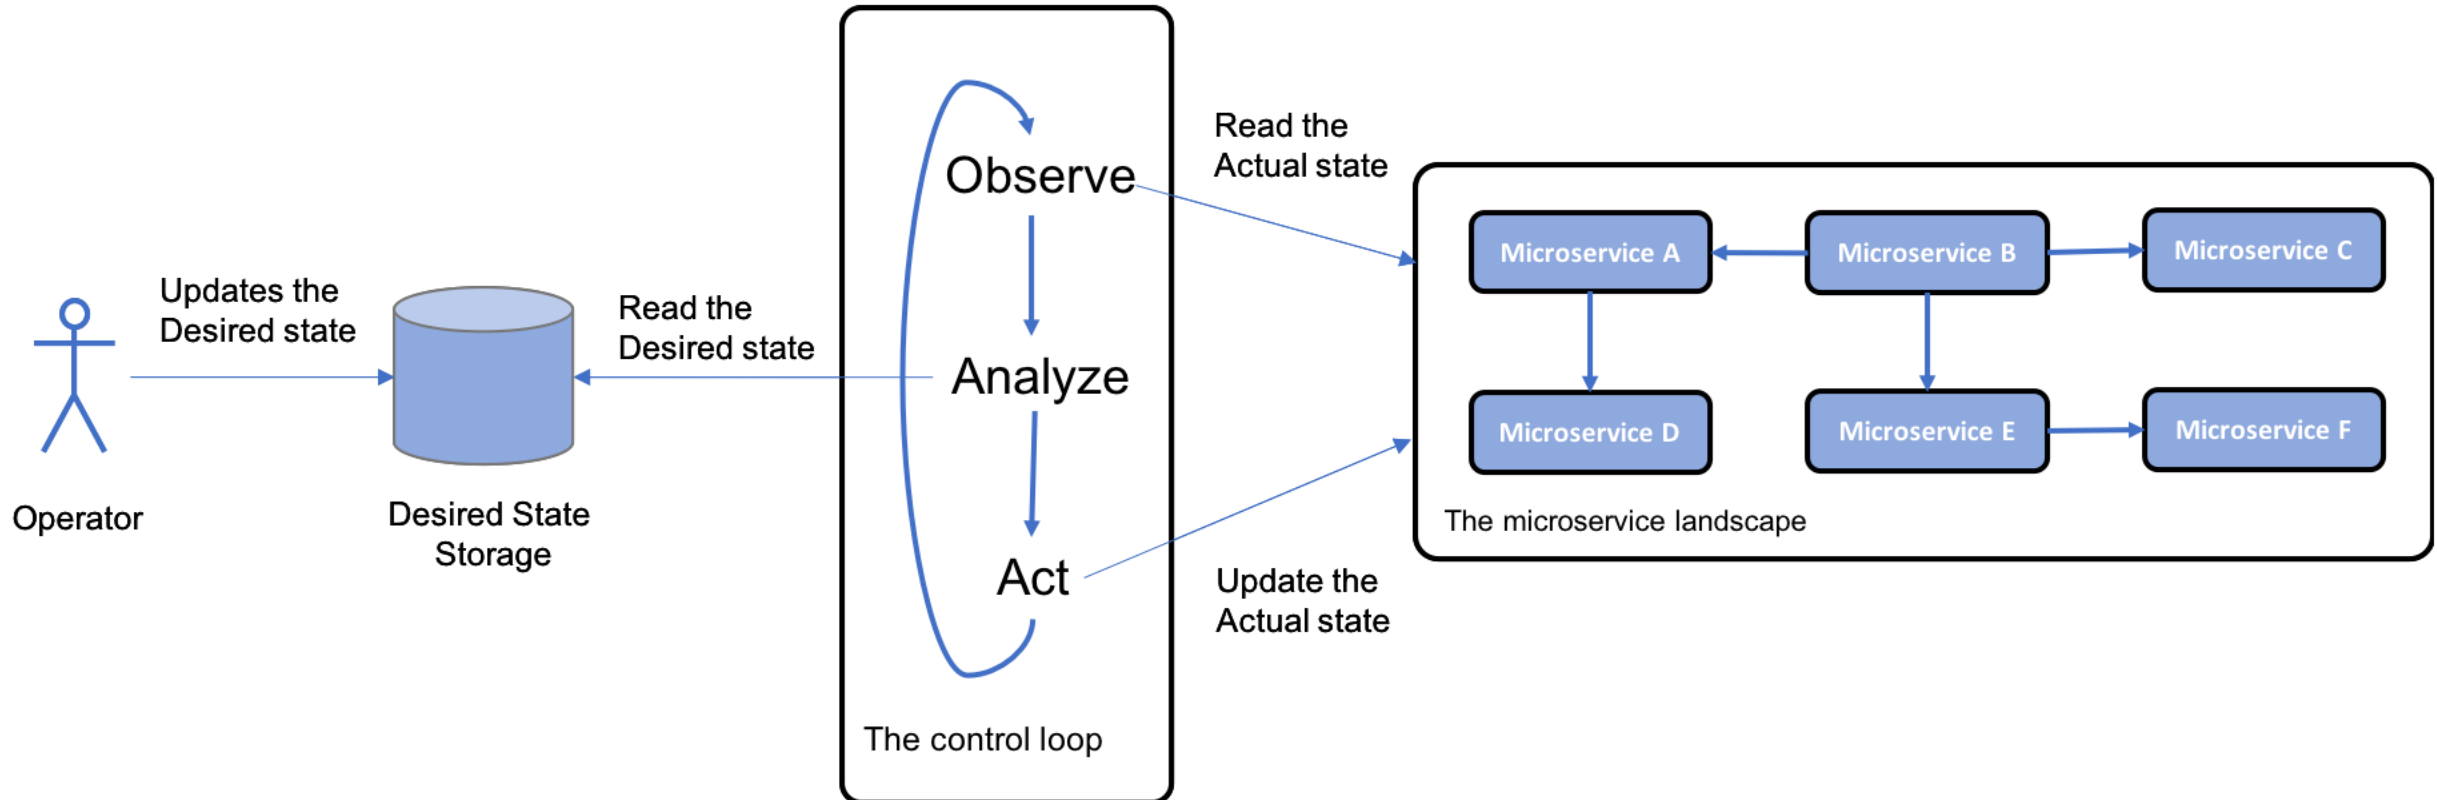 Updates the
Desired state
Operator
Desired State
Storage
Read the
Desired state
Observe
Analyze
Act
The control loop
Read the
Actual state
Update the
Actual state
Microservice A
Microservice B
Microservice C
Microservice D
Microservice E
Microservice F
The microservice landscape